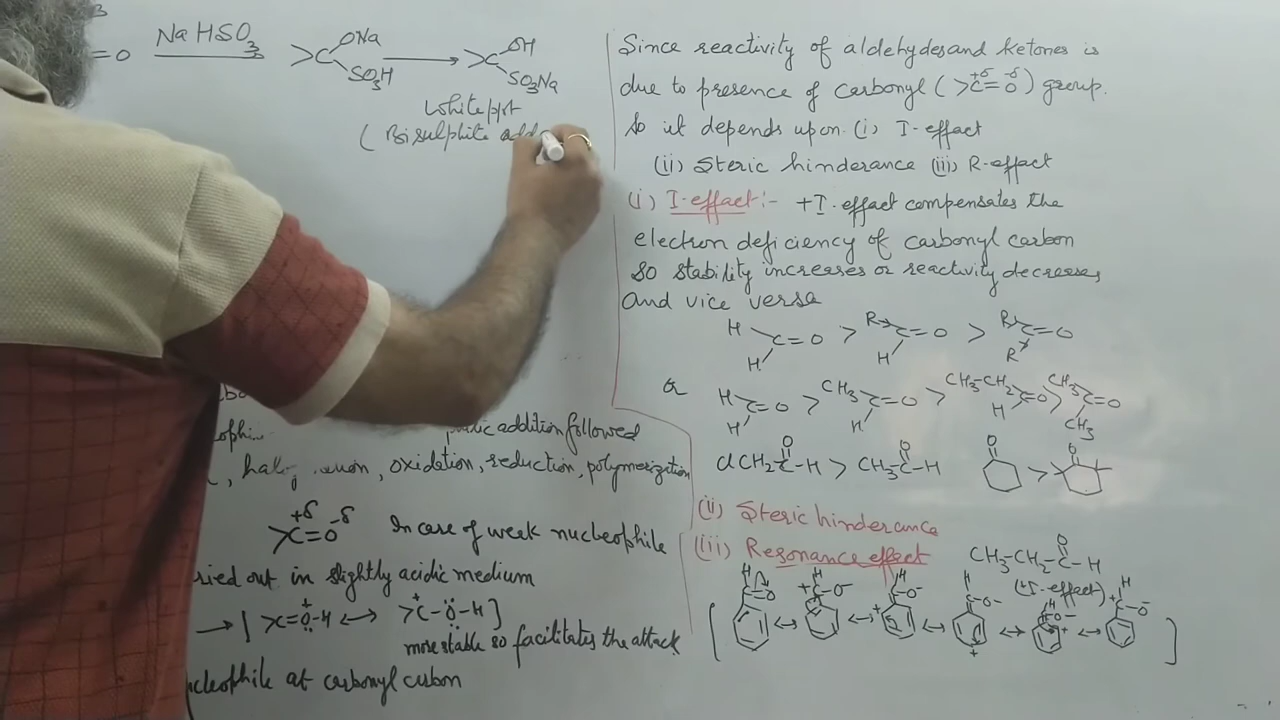 =O NaHSO3 → >C ONa SO3H → >C OH SO3Na
White ppt
( Bisulphite add
addition followed
oxidation, reduction, polymerization
>C=O +δ -δ In case of weak nucleophile
ried out in slightly acidic medium
→ [ >C=O-H + ↔ >C-O-H + ]
more stable so facilitates the attack
ucleophile at carbonyl carbon
Since reactivity of aldehydes and ketones is
due to presence of carbonyl ( >C=O +δ -δ ) group.
So it depends upon (i) I-effect
(ii) Steric hinderance (iii) R-effect
(i) I-effect:- +I-effect compensates the
electron deficiency of carbonyl carbon
so stability increases or reactivity decreases
and vice versa
H H C=O > R H C=O > R R C=O
Or H H C=O > CH3 H C=O > CH3-CH2 H C=O > CH3 CH3 C=O
ClCH2-C-H O > CH3-C-H O O > O
(ii) Steric hinderance
(iii) Resonance effect CH3-CH2-C-H O
(+I-effect)
[ H C=O ↔ H +C-O- ↔ H C-O- + ↔ H C-O- + ↔ H C-O- + ↔ H +C-O- ]